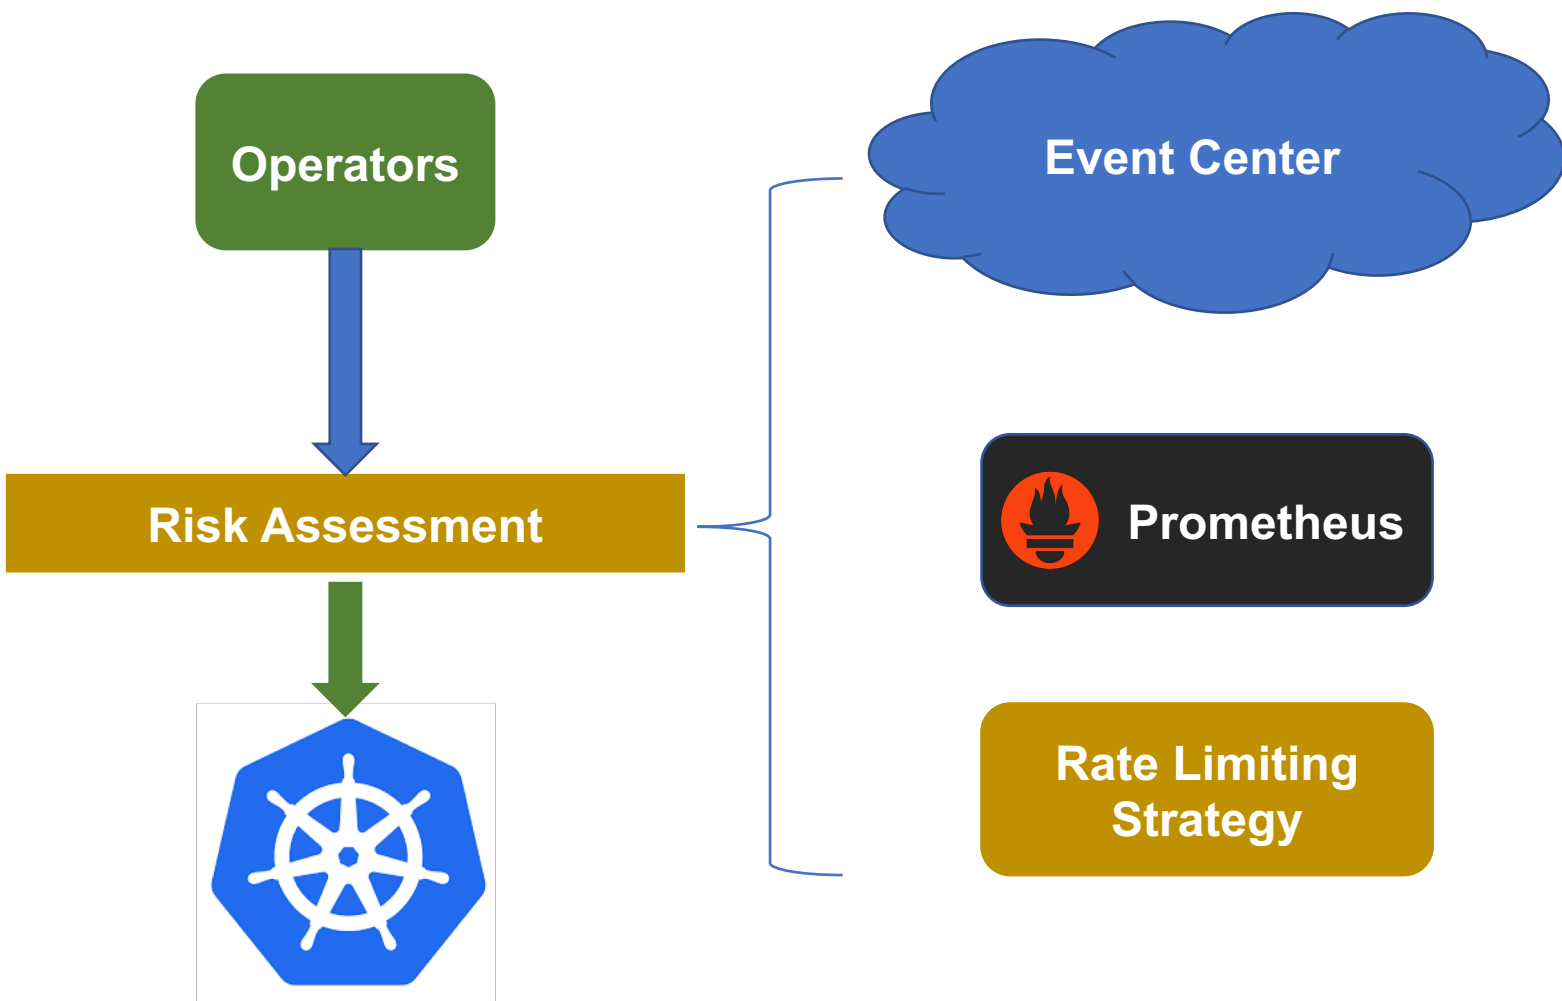 Operators
Event Center
Risk Assessment
Prometheus
Rate Limiting
Strategy